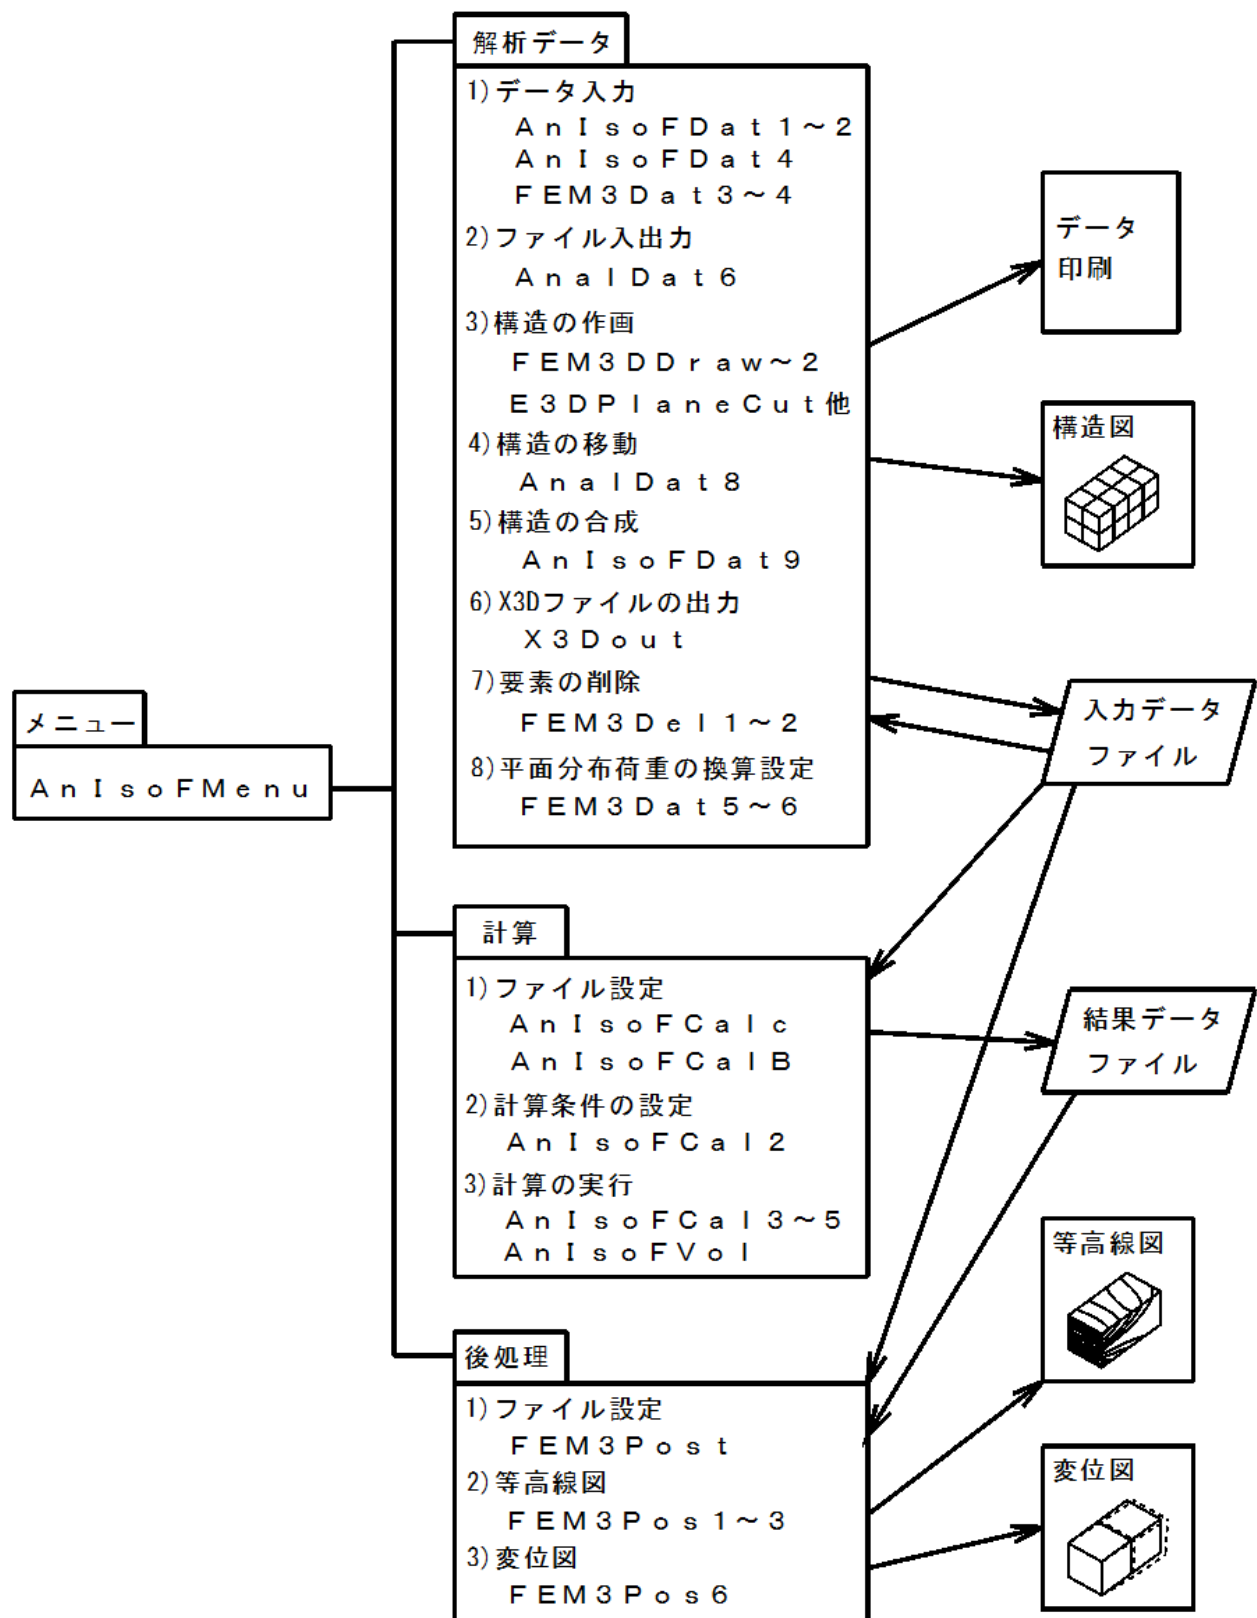 解析データ
1)データ入力
AnIsoFDat1～2
AnIsoFDat4
FEM3Dat3～4
2)ファイル入出力
AnalDat6
3)構造の作画
FEM3DDraw～2
E3DPlaneCut他
4)構造の移動
AnalDat8
5)構造の合成
AnIsoFDat9
6)X3Dファイルの出力
X3Dout
7)要素の削除
FEM3Del1～2
8)平面分布荷重の換算設定
FEM3Dat5～6
データ
印刷
構造図
メニュー
AnIsoFMenu
入力データ
ファイル
計算
1)ファイル設定
AnIsoFCalc
AnIsoFCalB
2)計算条件の設定
AnIsoFCal2
3)計算の実行
AnIsoFCal3～5
AnIsoFVol
結果データ
ファイル
後処理
1)ファイル設定
FEM3Post
2)等高線図
FEM3Pos1～3
3)変位図
FEM3Pos6
等高線図
変位図